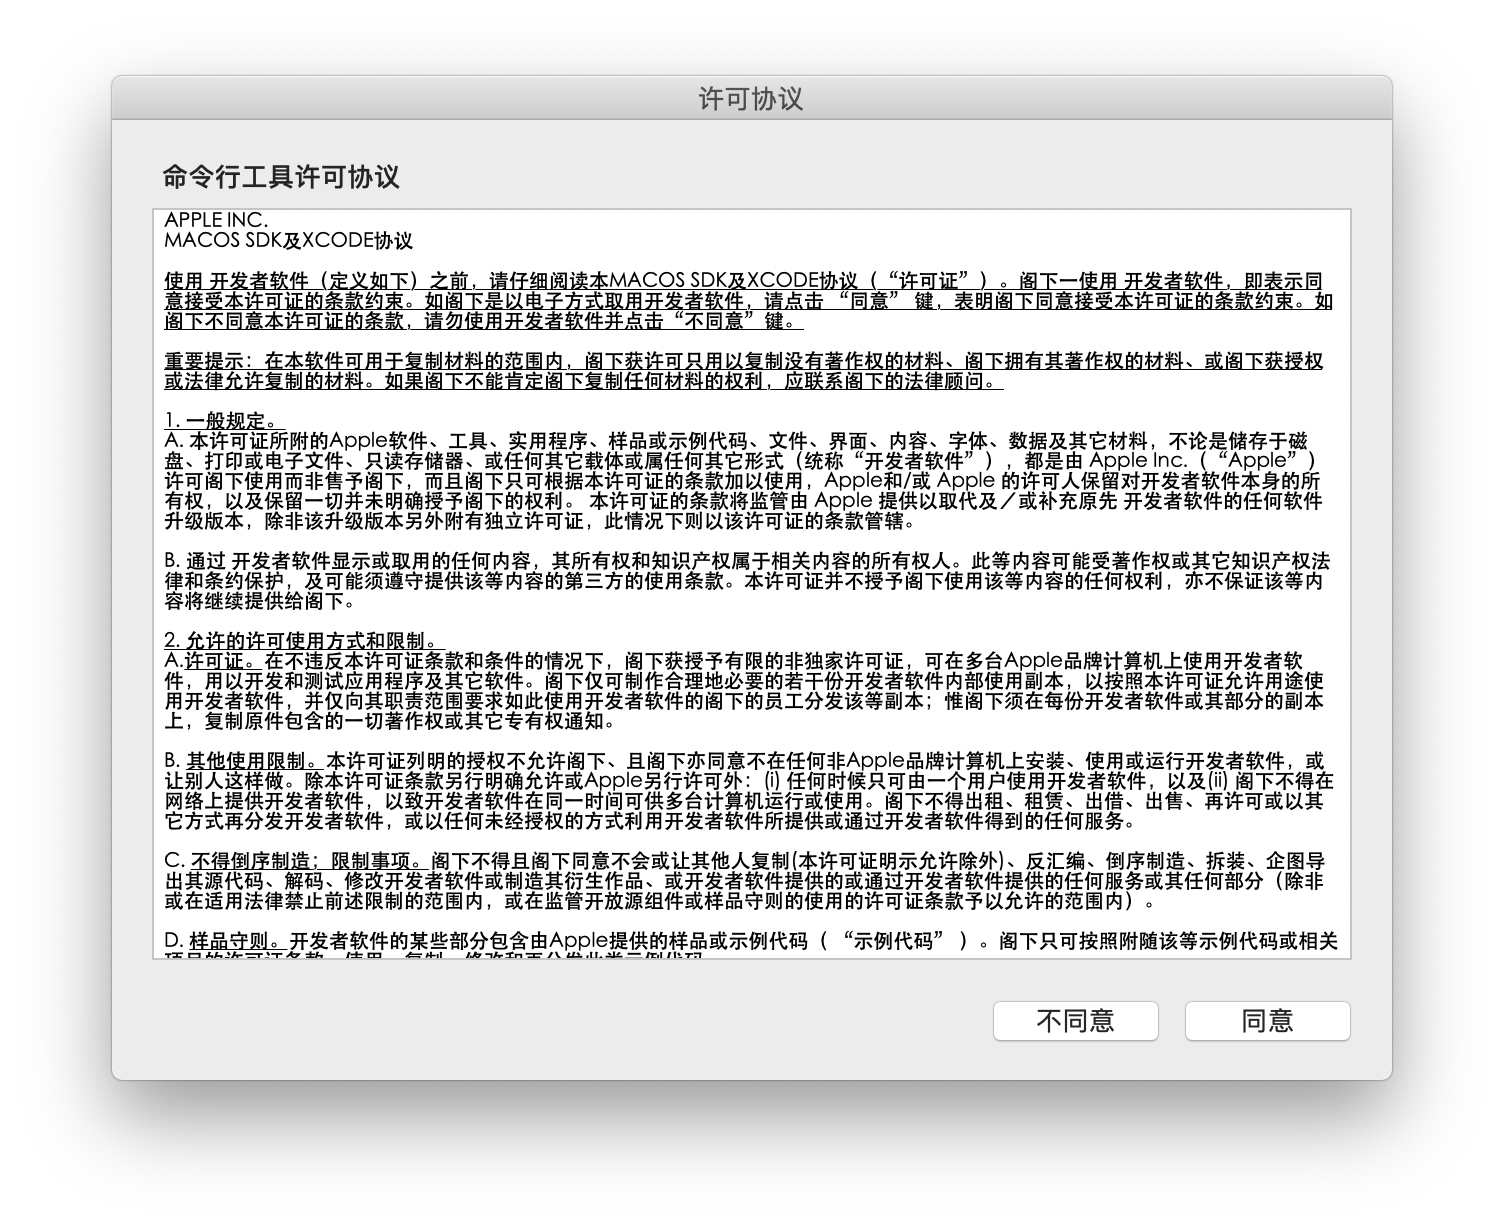 许可协议
命令行工具许可协议
APPLE INC.
MACOS SDK及XCODE协议
使用 开发者软件（定义如下）之前，请仔细阅读本MACOS SDK及XCODE协议（“许可证”）。阁下一使用 开发者软件，即表示同
意接受本许可证的条款约束。如阁下是以电子方式取用开发者软件，请点击 “同意” 键，表明阁下同意接受本许可证的条款约束。如
阁下不同意本许可证的条款，请勿使用开发者软件并点击“不同意”键。
重要提示：在本软件可用于复制材料的范围内，阁下获许可只用以复制没有著作权的材料、阁下拥有其著作权的材料、或阁下获授权
或法律允许复制的材料。如果阁下不能肯定阁下复制任何材料的权利，应联系阁下的法律顾问。
1. 一般规定。
A. 本许可证所附的Apple软件、工具、实用程序、样品或示例代码、文件、界面、内容、字体、数据及其它材料，不论是储存于磁
盘、打印或电子文件、只读存储器、或任何其它载体或属任何其它形式（统称“开发者软件”），都是由 Apple Inc.（“Apple”）
许可阁下使用而非售予阁下，而且阁下只可根据本许可证的条款加以使用，Apple和/或 Apple 的许可人保留对开发者软件本身的所
有权，以及保留一切并未明确授予阁下的权利。 本许可证的条款将监管由 Apple 提供以取代及／或补充原先 开发者软件的任何软件
升级版本，除非该升级版本另外附有独立许可证，此情况下则以该许可证的条款管辖。
B. 通过 开发者软件显示或取用的任何内容，其所有权和知识产权属于相关内容的所有权人。此等内容可能受著作权或其它知识产权法
律和条约保护，及可能须遵守提供该等内容的第三方的使用条款。本许可证并不授予阁下使用该等内容的任何权利，亦不保证该等内
容将继续提供给阁下。
2. 允许的许可使用方式和限制。
A.许可证。在不违反本许可证条款和条件的情况下，阁下获授予有限的非独家许可证，可在多台Apple品牌计算机上使用开发者软
件，用以开发和测试应用程序及其它软件。阁下仅可制作合理地必要的若干份开发者软件内部使用副本，以按照本许可证允许用途使
用开发者软件，并仅向其职责范围要求如此使用开发者软件的阁下的员工分发该等副本；惟阁下须在每份开发者软件或其部分的副本
上，复制原件包含的一切著作权或其它专有权通知。
B. 其他使用限制。本许可证列明的授权不允许阁下、且阁下亦同意不在任何非Apple品牌计算机上安装、使用或运行开发者软件，或
让别人这样做。除本许可证条款另行明确允许或Apple另行许可外：(i) 任何时候只可由一个用户使用开发者软件，以及(ii) 阁下不得在
网络上提供开发者软件，以致开发者软件在同一时间可供多台计算机运行或使用。阁下不得出租、租赁、出借、出售、再许可或以其
它方式再分发开发者软件，或以任何未经授权的方式利用开发者软件所提供或通过开发者软件得到的任何服务。
C. 不得倒序制造；限制事项。阁下不得且阁下同意不会或让其他人复制(本许可证明示允许除外)、反汇编、倒序制造、拆装、企图导
出其源代码、解码、修改开发者软件或制造其衍生作品、或开发者软件提供的或通过开发者软件提供的任何服务或其任何部分（除非
或在适用法律禁止前述限制的范围内，或在监管开放源组件或样品守则的使用的许可证条款予以允许的范围内）。
D. 样品守则。开发者软件的某些部分包含由Apple提供的样品或示例代码（ “示例代码” ）。阁下只可按照附随该等示例代码或相关
不同意
同意